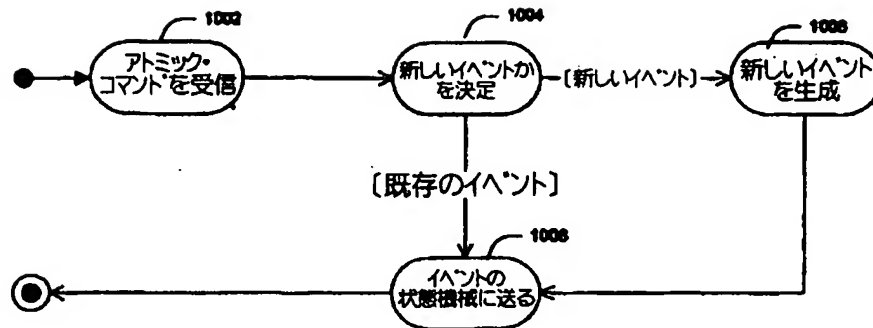 1002
アトミック・
コマンドを受信
1004
新しいイベントか
を決定
[新しいイベント]
新しいイベント
を生成
[既存のイベント]
イベントの
状態機械に送る